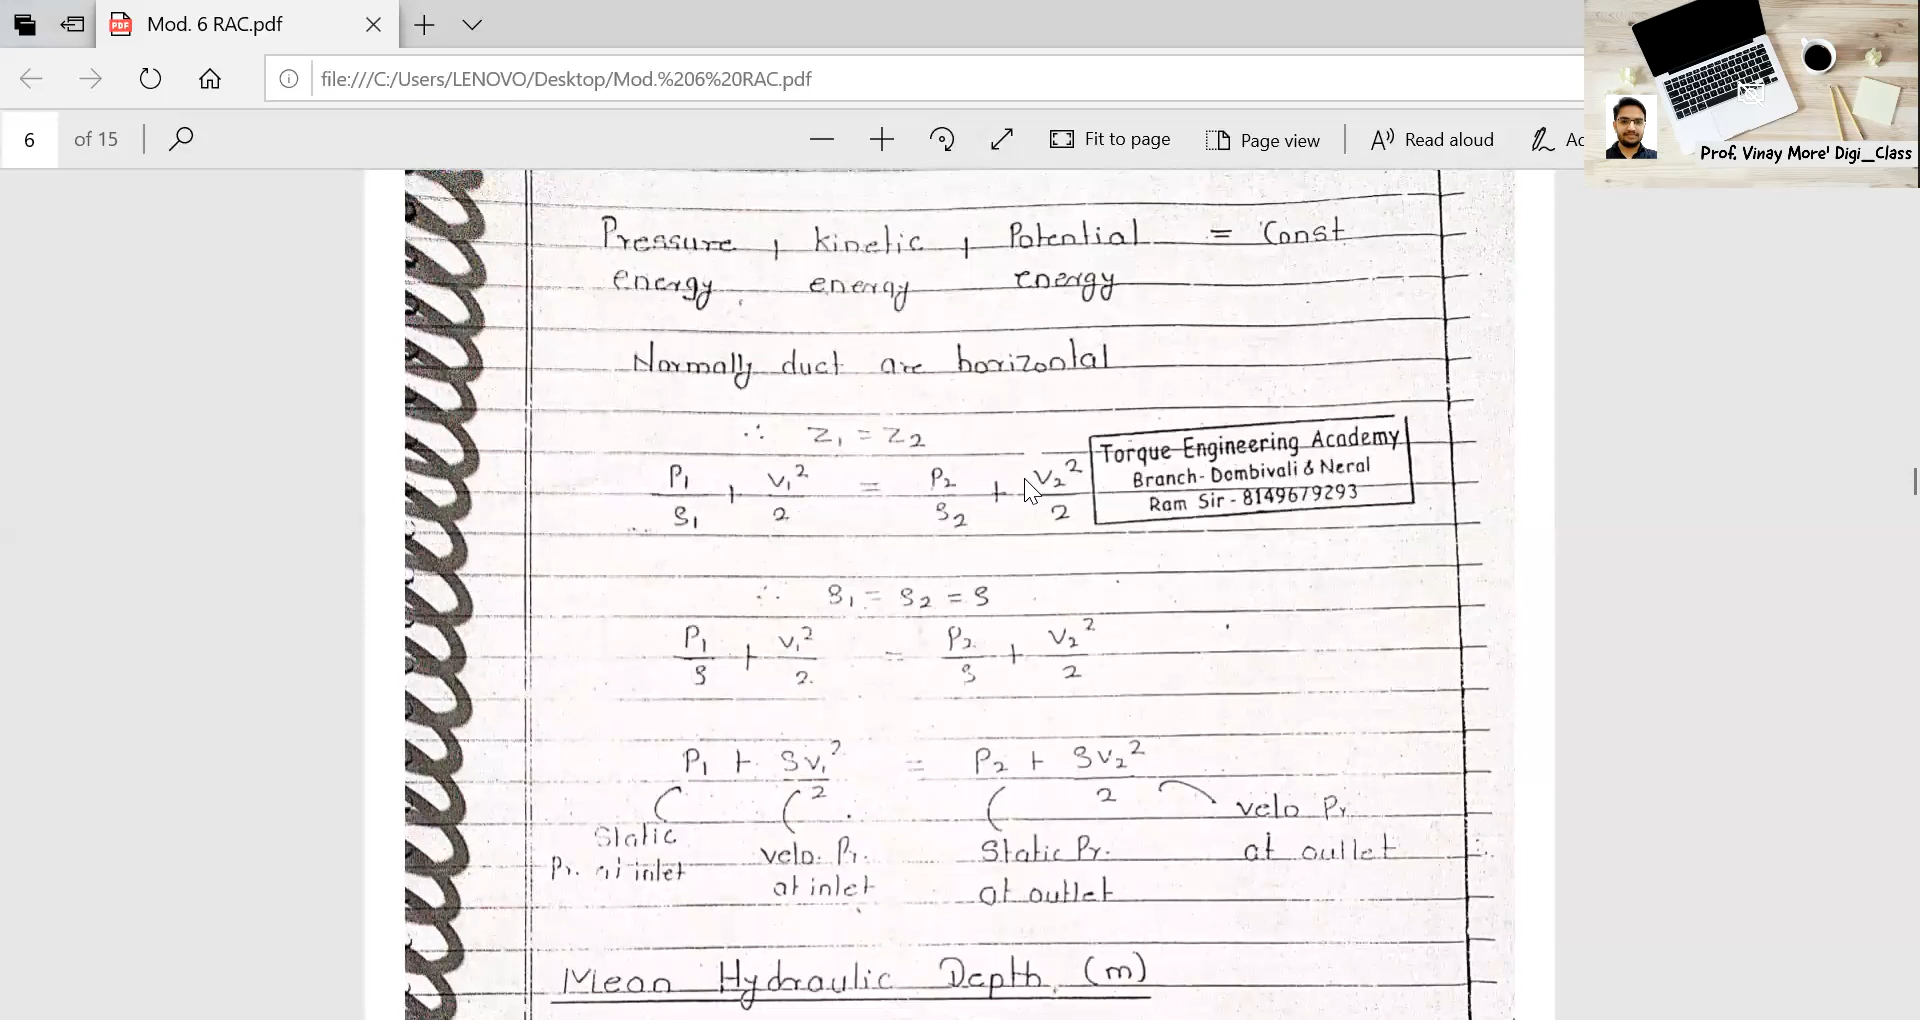 Mod. 6 RAC.pdf
file:///C:/Users/LENOVO/Desktop/Mod.%206%20RAC.pdf
6 of 15
Fit to page
Page view
Read aloud
Prof. Vinay More' Digi_Class
Pressure + Kinetic + Potential = Const
energy energy energy
Normally duct are horizontal
∴ Z₁ = Z₂
P₁/ρ₁ + V₁²/2 = P₂/ρ₂ + V₂²/2
Torque Engineering Academy
Branch- Dombivali & Neral
Ram Sir - 8149679293
∴ ρ₁ = ρ₂ = ρ
P₁/ρ + V₁²/2 = P₂/ρ + V₂²/2
P₁ + ρV₁²/2 = P₂ + ρV₂²/2
Static
Pr. at inlet
velo. Pr.
at inlet
Static Pr.
at outlet
velo Pr.
at outlet
Mean Hydraulic Depth (m)